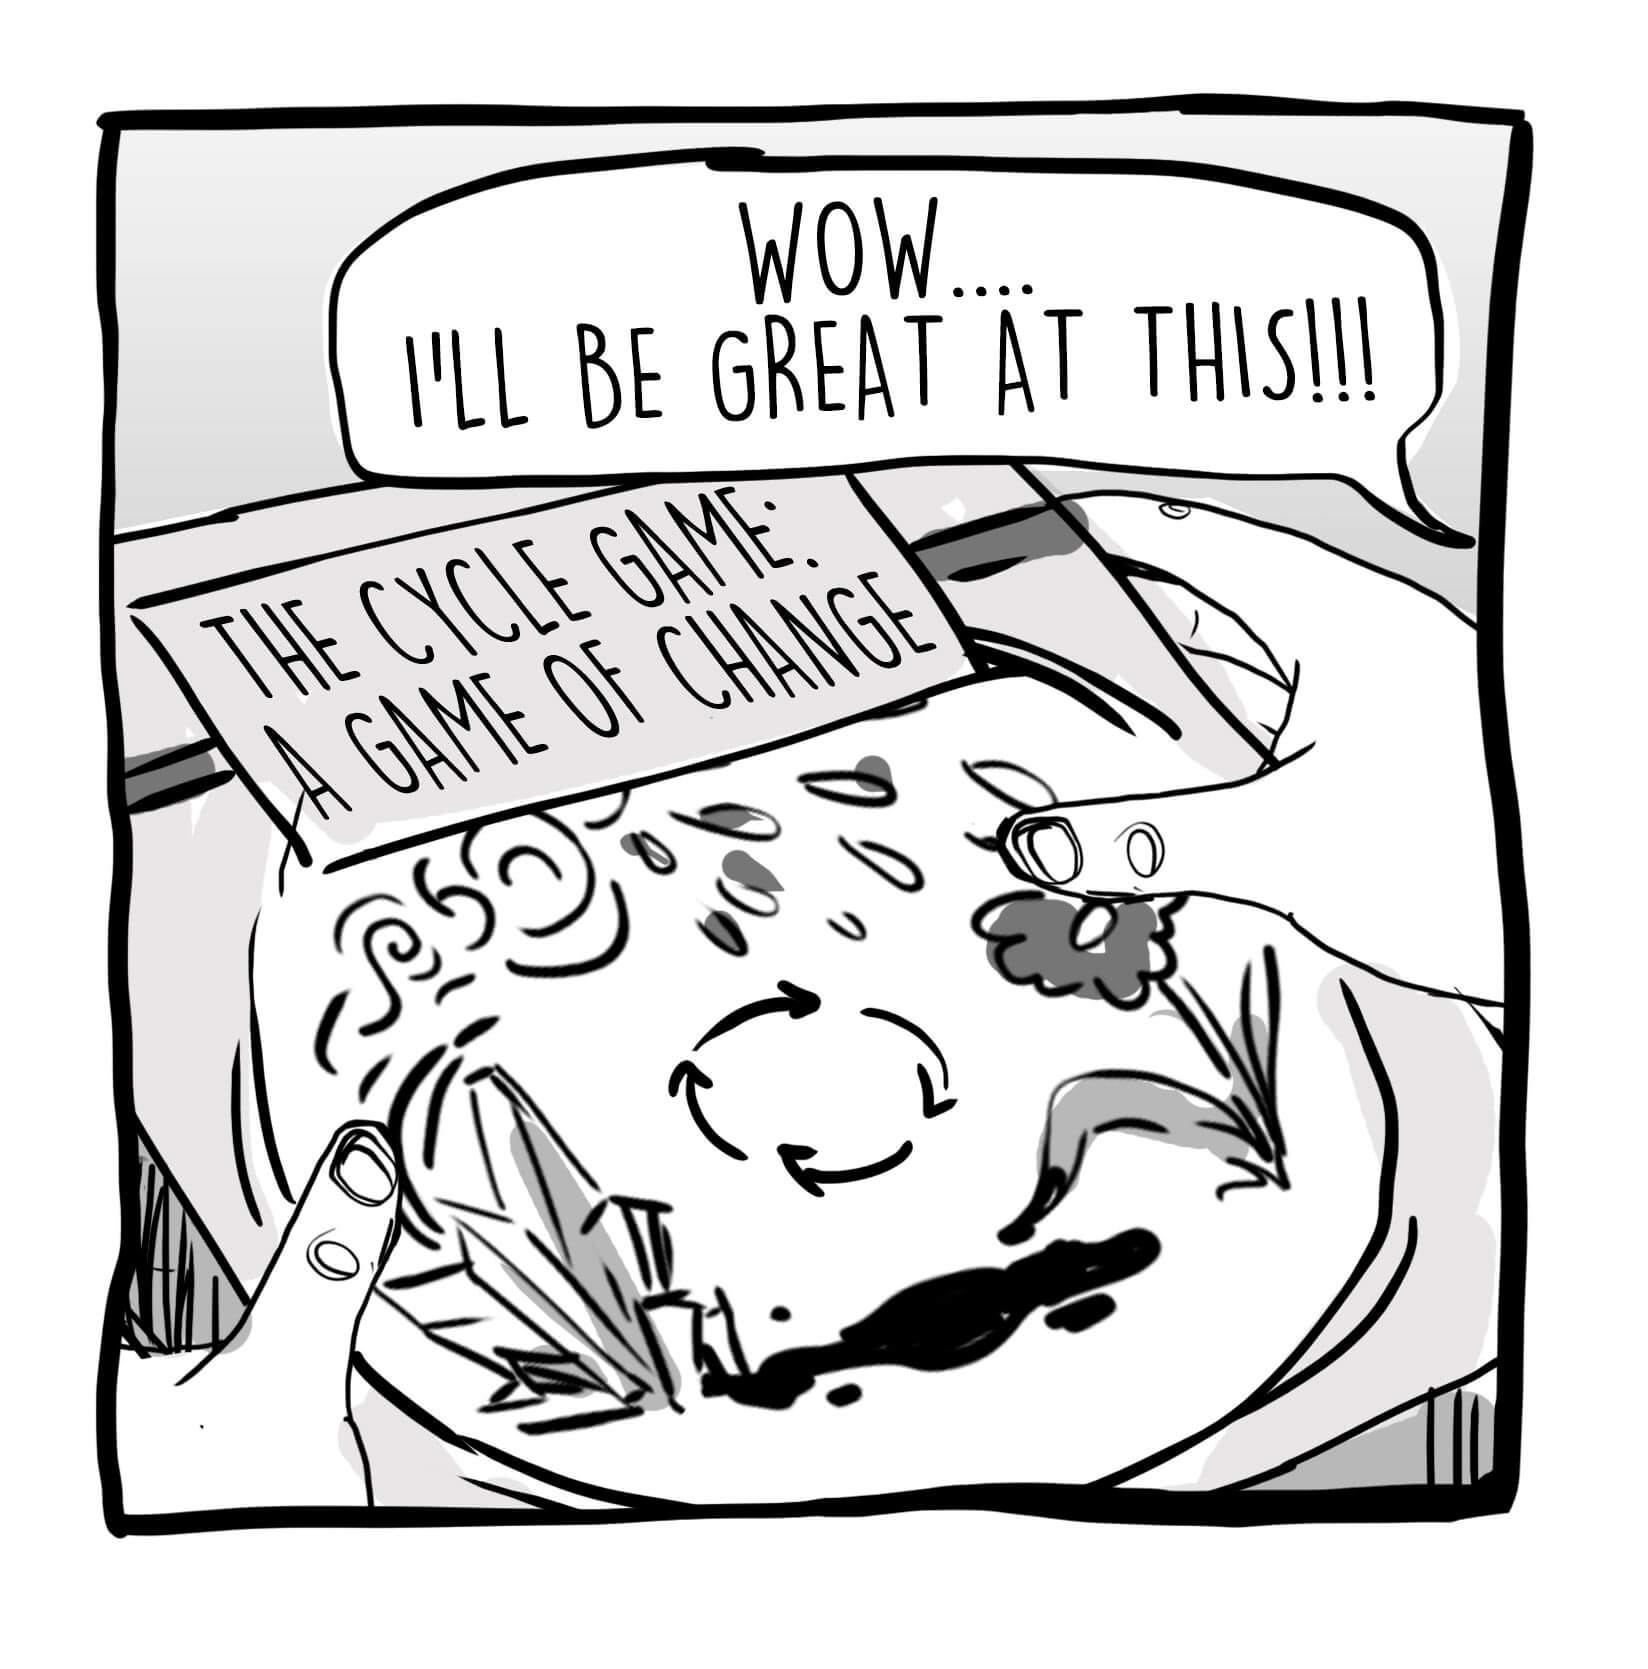 WOW....
I'LL BE GREAT AT THIS!!!
THE CYCLE GAME:
A GAME OF CHANGE